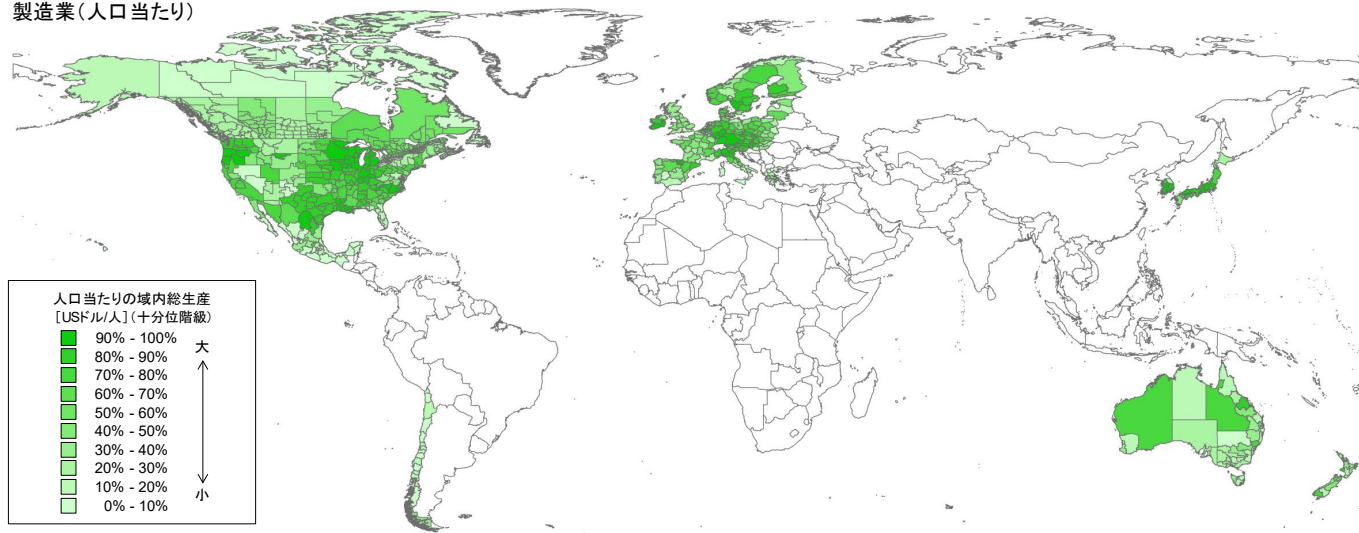 製造業(人口当たり)
人口当たりの域内総生産
[USドル/人](十分位階級)
90% - 100%
大
80% - 90%
70% - 80%
60% - 70%
50% - 60%
40% - 50%
30% - 40%
20% - 30%
10% - 20%
小
0% - 10%